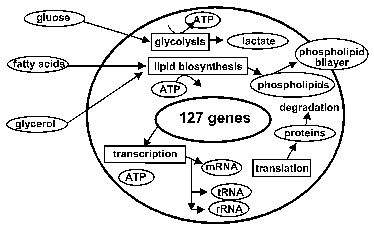 glucose
ATP
glycolysis
lactate
phospholipid
bilayer
fatty acids
lipid biosynthesis
ATP
phospholipids
degradation
127 genes
glycerol
proteins
transcription
mRNA
translation
ATP
tRNA
rRNA